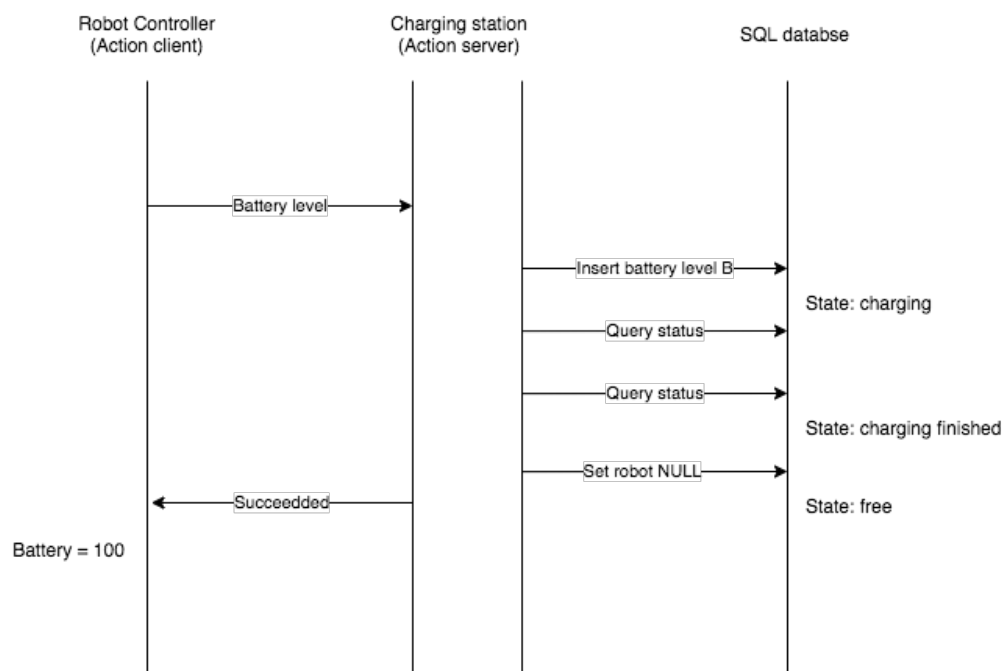 Robot Controller
(Action client)
Charging station
(Action server)
SQL databse
Battery level
Insert battery level B
State: charging
Query status
Query status
State: charging finished
Set robot NULL
Succeedded
State: free
Battery = 100